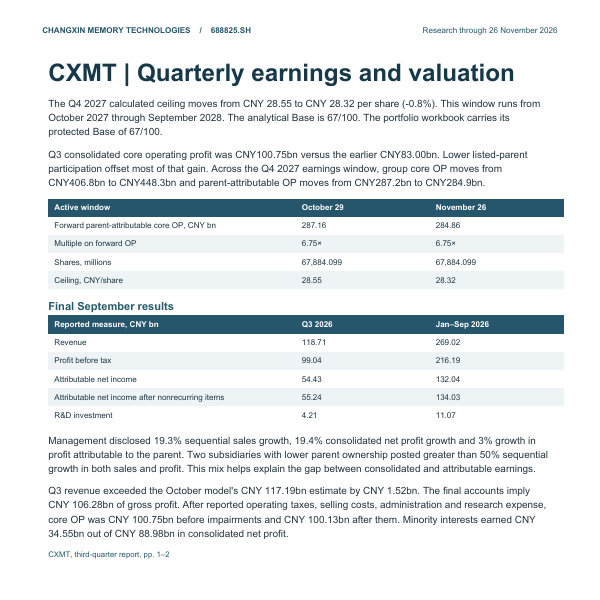 CHANGXIN MEMORY TECHNOLOGIES / 688825.SH Research through 26 November 2026
CXMT | Quarterly earnings and valuation
The Q4 2027 calculated ceiling moves from CNY 28.55 to CNY 28.32 per share (-0.8%). This window runs from
October 2027 through September 2028. The analytical Base is 67/100. The portfolio workbook carries its
protected Base of 67/100.
Q3 consolidated core operating profit was CNY100.75bn versus the earlier CNY83.00bn. Lower listed-parent
participation offset most of that gain. Across the Q4 2027 earnings window, group core OP moves from
CNY406.8bn to CNY448.3bn and parent-attributable OP moves from CNY287.2bn to CNY284.9bn.
Active window October 29 November 26
Forward parent-attributable core OP, CNY bn 287.16 284.86
Multiple on forward OP 6.75× 6.75×
Shares, millions 67,884.099 67,884.099
Ceiling, CNY/share 28.55 28.32
Final September results
Reported measure, CNY bn Q3 2026 Jan–Sep 2026
Revenue 118.71 269.02
Profit before tax 99.04 216.19
Attributable net income 54.43 132.04
Attributable net income after nonrecurring items 55.24 134.03
R&D investment 4.21 11.07
Management disclosed 19.3% sequential sales growth, 19.4% consolidated net profit growth and 3% growth in
profit attributable to the parent. Two subsidiaries with lower parent ownership posted greater than 50% sequential
growth in both sales and profit. This mix helps explain the gap between consolidated and attributable earnings.
Q3 revenue exceeded the October model's CNY 117.19bn estimate by CNY 1.52bn. The final accounts imply
CNY 106.28bn of gross profit. After reported operating taxes, selling costs, administration and research expense,
core OP was CNY 100.75bn before impairments and CNY 100.13bn after them. Minority interests earned CNY
34.55bn out of CNY 88.98bn in consolidated net profit.
CXMT, third-quarter report, pp. 1–2